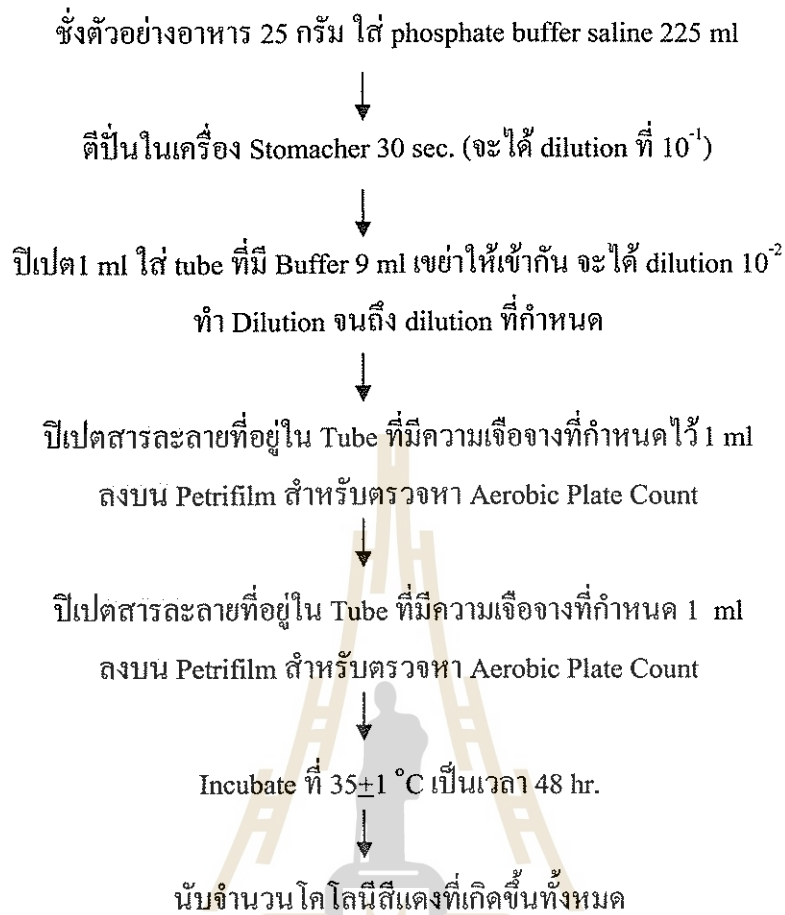 ชั่งตัวอย่างอาหาร 25 กรัม ใส่ phosphate buffer saline 225 ml
ตีปั่นในเครื่อง Stomacher 30 sec. (จะได้ dilution ที่ 10⁻¹)
ปิเปต1 ml ใส่ tube ที่มี Buffer 9 ml เขย่าให้เข้ากัน จะได้ dilution 10⁻²
ทำ Dilution จนถึง dilution ที่กำหนด
ปิเปตสารละลายที่อยู่ใน Tube ที่มีความเจือจางที่กำหนดไว้ 1 ml
ลงบน Petrifilm สำหรับตรวจหา Aerobic Plate Count
ปิเปตสารละลายที่อยู่ใน Tube ที่มีความเจือจางที่กำหนด 1 ml
ลงบน Petrifilm สำหรับตรวจหา Aerobic Plate Count
Incubate ที่ 35±1 °C เป็นเวลา 48 hr.
นับจำนวนโคโลนีสีแดงที่เกิดขึ้นทั้งหมด